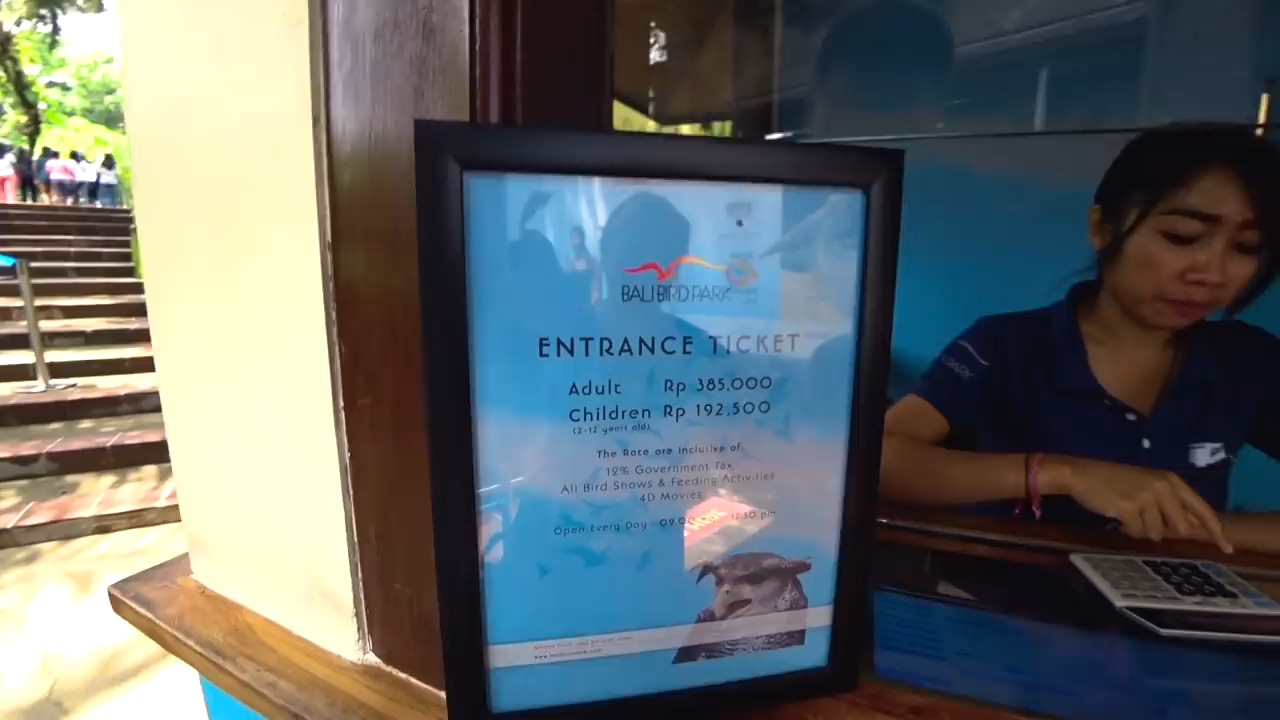 BALI BIRD PARK
ENTRANCE TICKET
Adult Rp 385,000
Children Rp 192,500
(2-12 years old)
The Rate are Inclusive of:
12% Government Tax,
All Bird Shows & Feeding Activities
4D Movies
Open Every Day
PARK